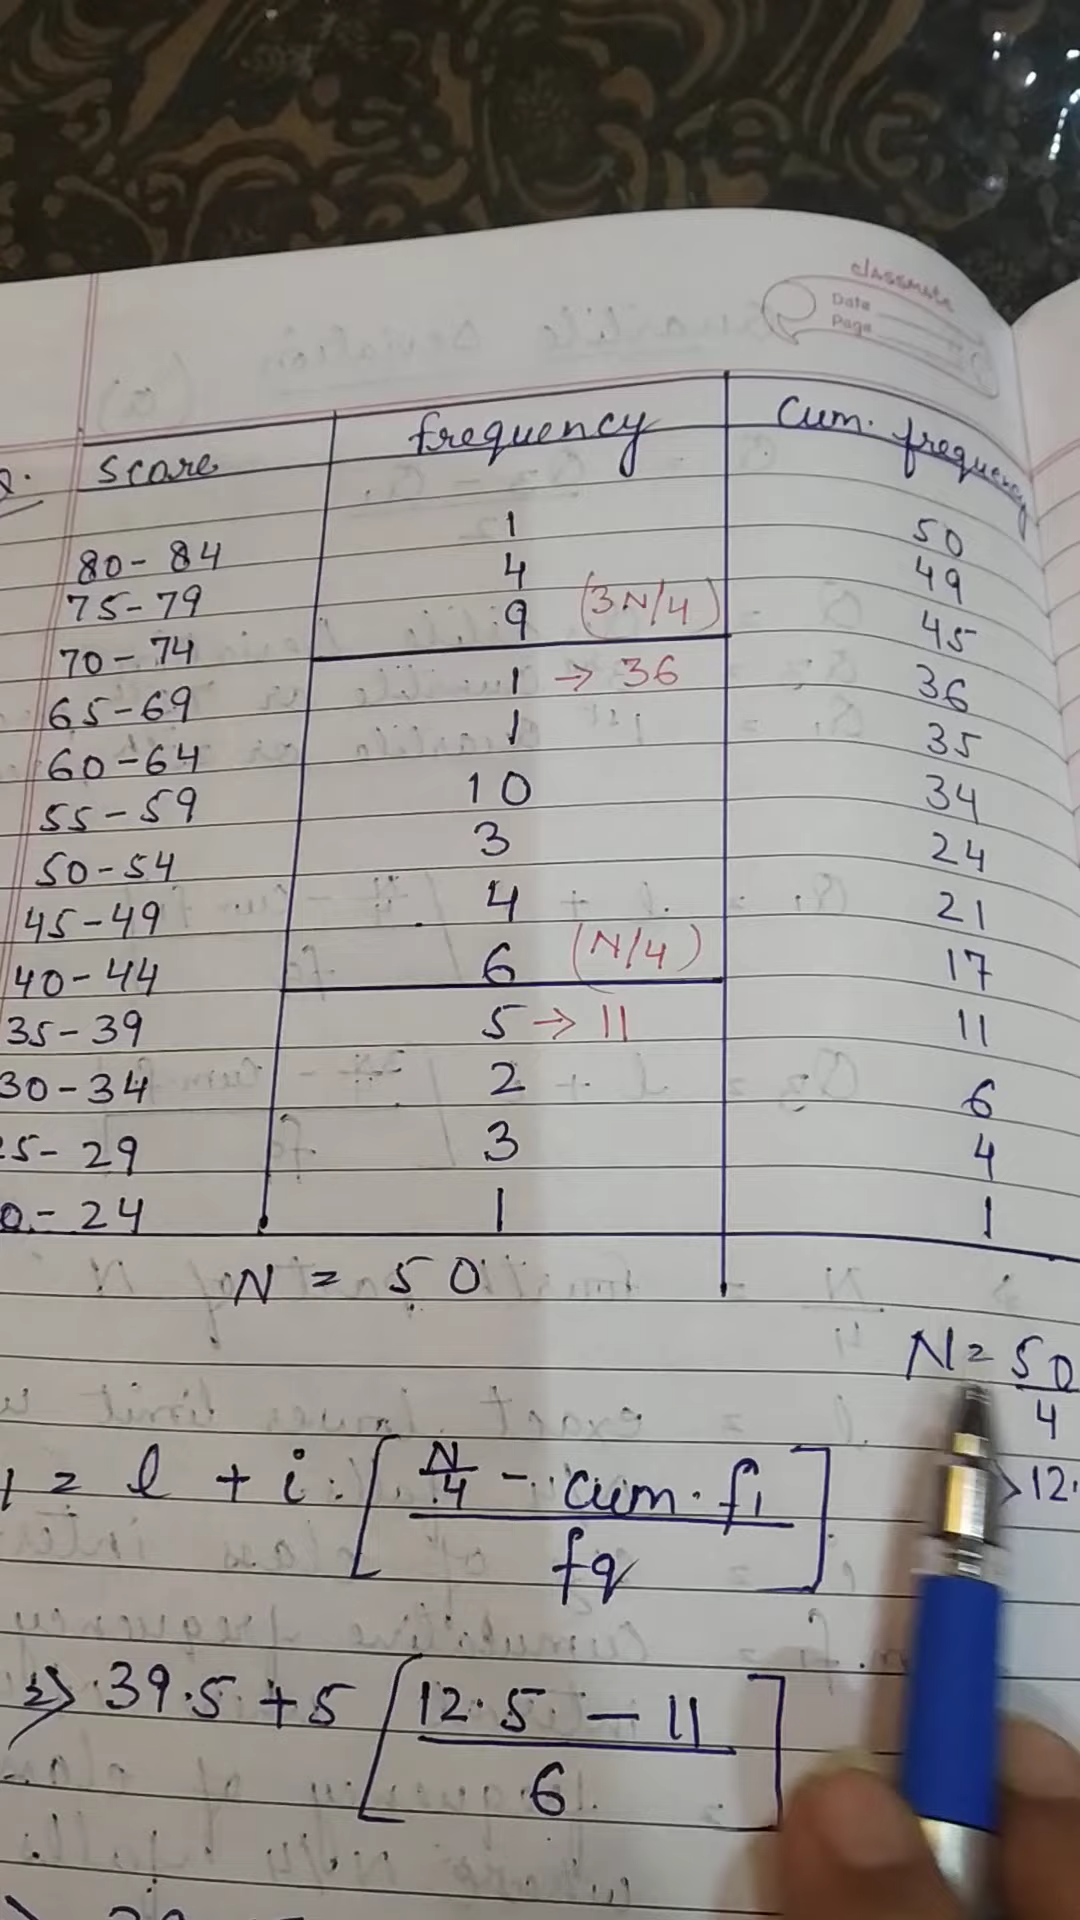 classmate
Date
Page
Score frequency Cum. frequency
80-84 1 50
75-79 4 49
70-74 9 (3N/4) 45
65-69 1 → 36 36
60-64 1 35
55-59 10 34
50-54 3 24
45-49 4 21
40-44 6 (N/4) 17
35-39 5 → 11 11
30-34 2 6
5-29 3 4
0-24 1 1
N = 50
N = 50/4
12.
= l + i [N/4 - cum.f1 / fq]
39.5 + 5 [12.5 - 11 / 6]